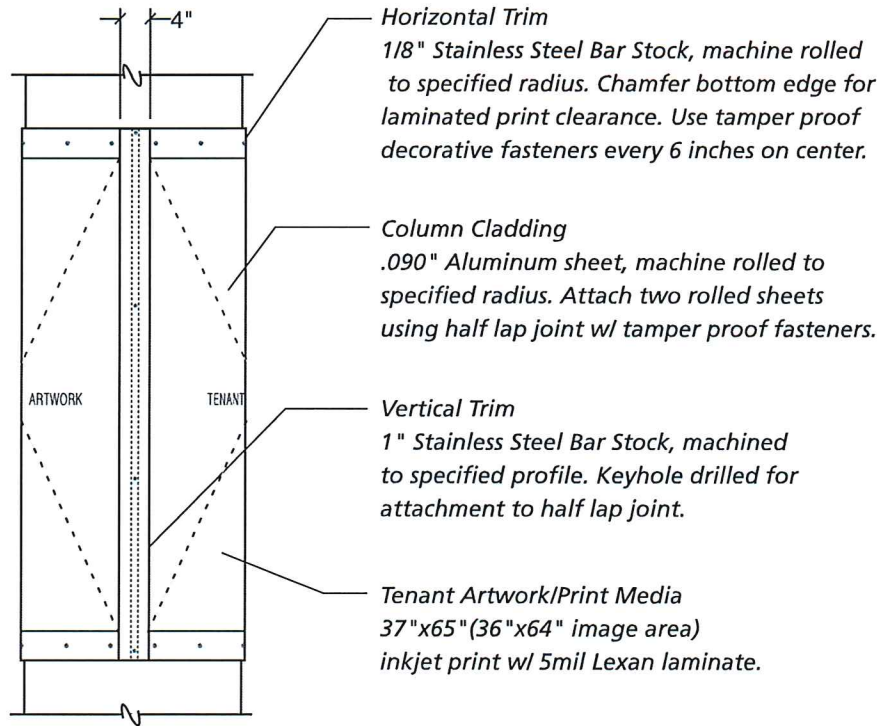 4"
Horizontal Trim
1/8" Stainless Steel Bar Stock, machine rolled
to specified radius. Chamfer bottom edge for
laminated print clearance. Use tamper proof
decorative fasteners every 6 inches on center.
Column Cladding
.090" Aluminum sheet, machine rolled to
specified radius. Attach two rolled sheets
using half lap joint w/ tamper proof fasteners.
ARTWORK
TENANT
Vertical Trim
1" Stainless Steel Bar Stock, machined
to specified profile. Keyhole drilled for
attachment to half lap joint.
Tenant Artwork/Print Media
37"x65"(36"x64" image area)
inkjet print w/ 5mil Lexan laminate.